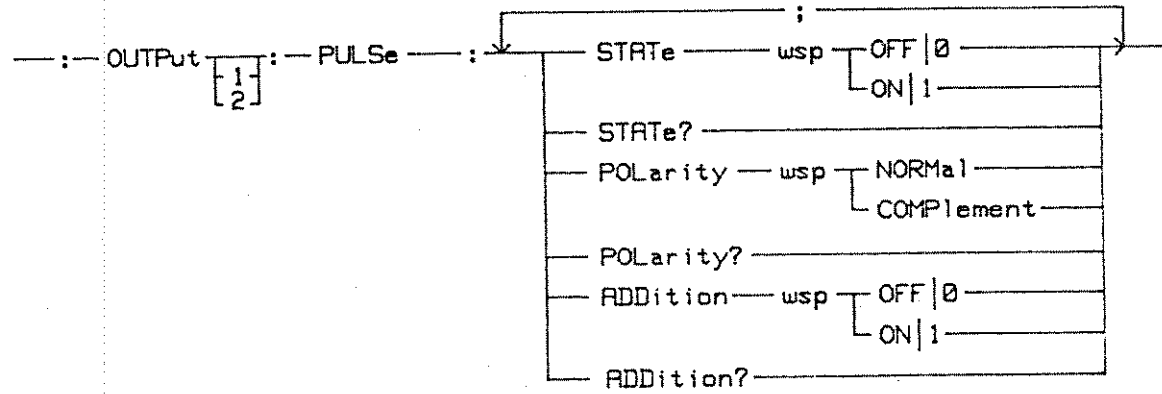 ;
: OUTPut 1 2 : PULSe : STATe wsp OFF|0
ON|1
STATe?
POLarity wsp NORMal
COMPlement
POLarity?
ADDition wsp OFF|0
ON|1
ADDition?